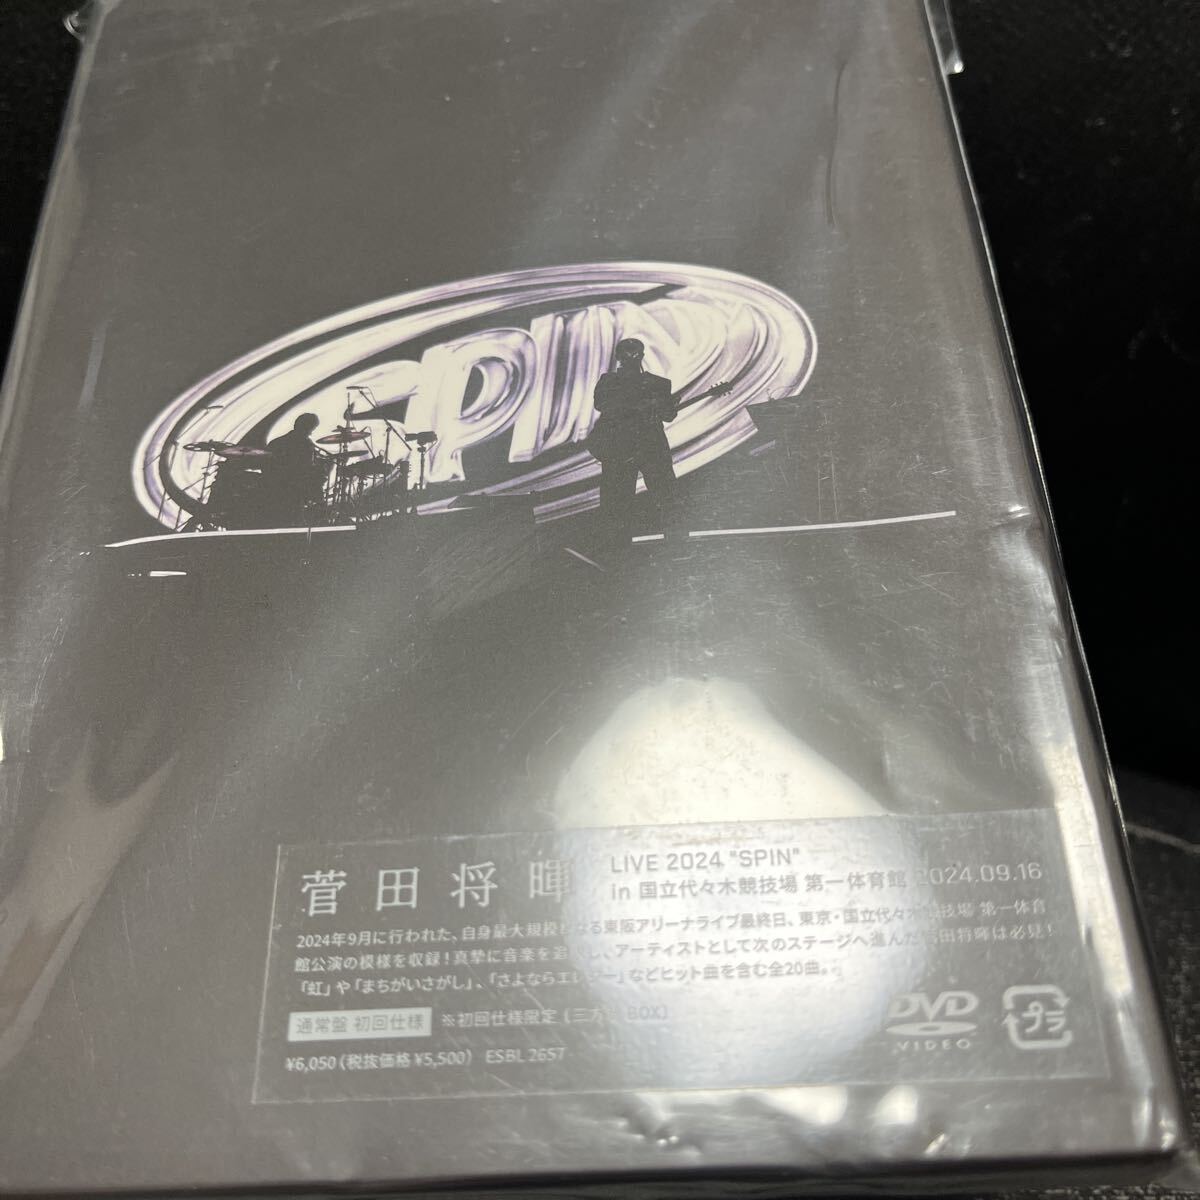 SPIN
菅田将暉
LIVE 2024 "SPIN"
in 国立代々木競技場 第一体育館 2024.09.16
2024年9月に行われた、自身最大規模となる東阪アリーナライブ最終日、東京・国立代々木競技場 第一体育
館公演の模様を収録！真摯に音楽を追 し、アーティストとして次のステージへ進んだ菅田将暉は必見！
「虹」や「まちがいさがし」、「さよならエレジー」などヒット曲を含む全20曲。
通常盤 初回仕様 ※初回仕様限定 (三方 BOX)
¥6,050 (税抜価格 ¥5,500) ESBL 2657
DVD
VIDEO
プラ